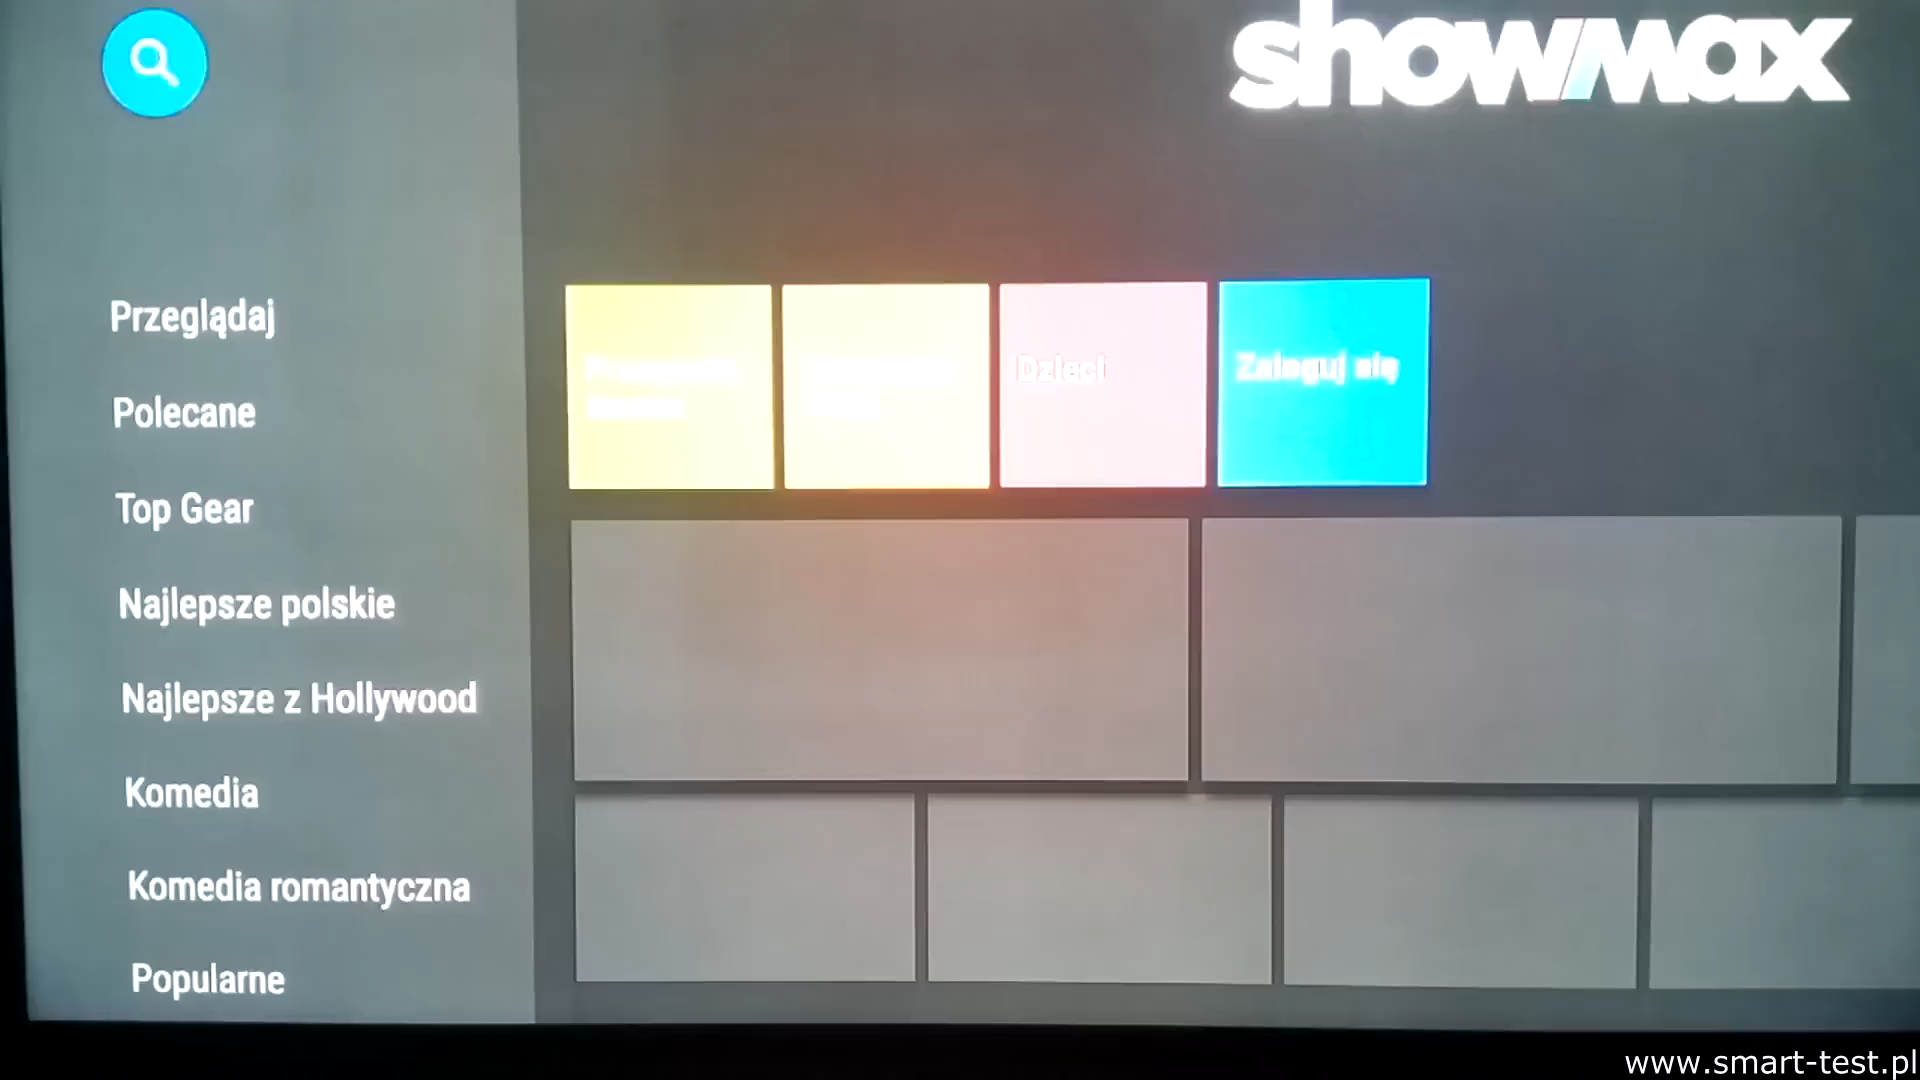 showmax
Przeglądaj
Polecane
Top Gear
Najlepsze polskie
Najlepsze z Hollywood
Komedia
Komedia romantyczna
Popularne
Dzieci
Zaloguj się
www.smart-test.pl